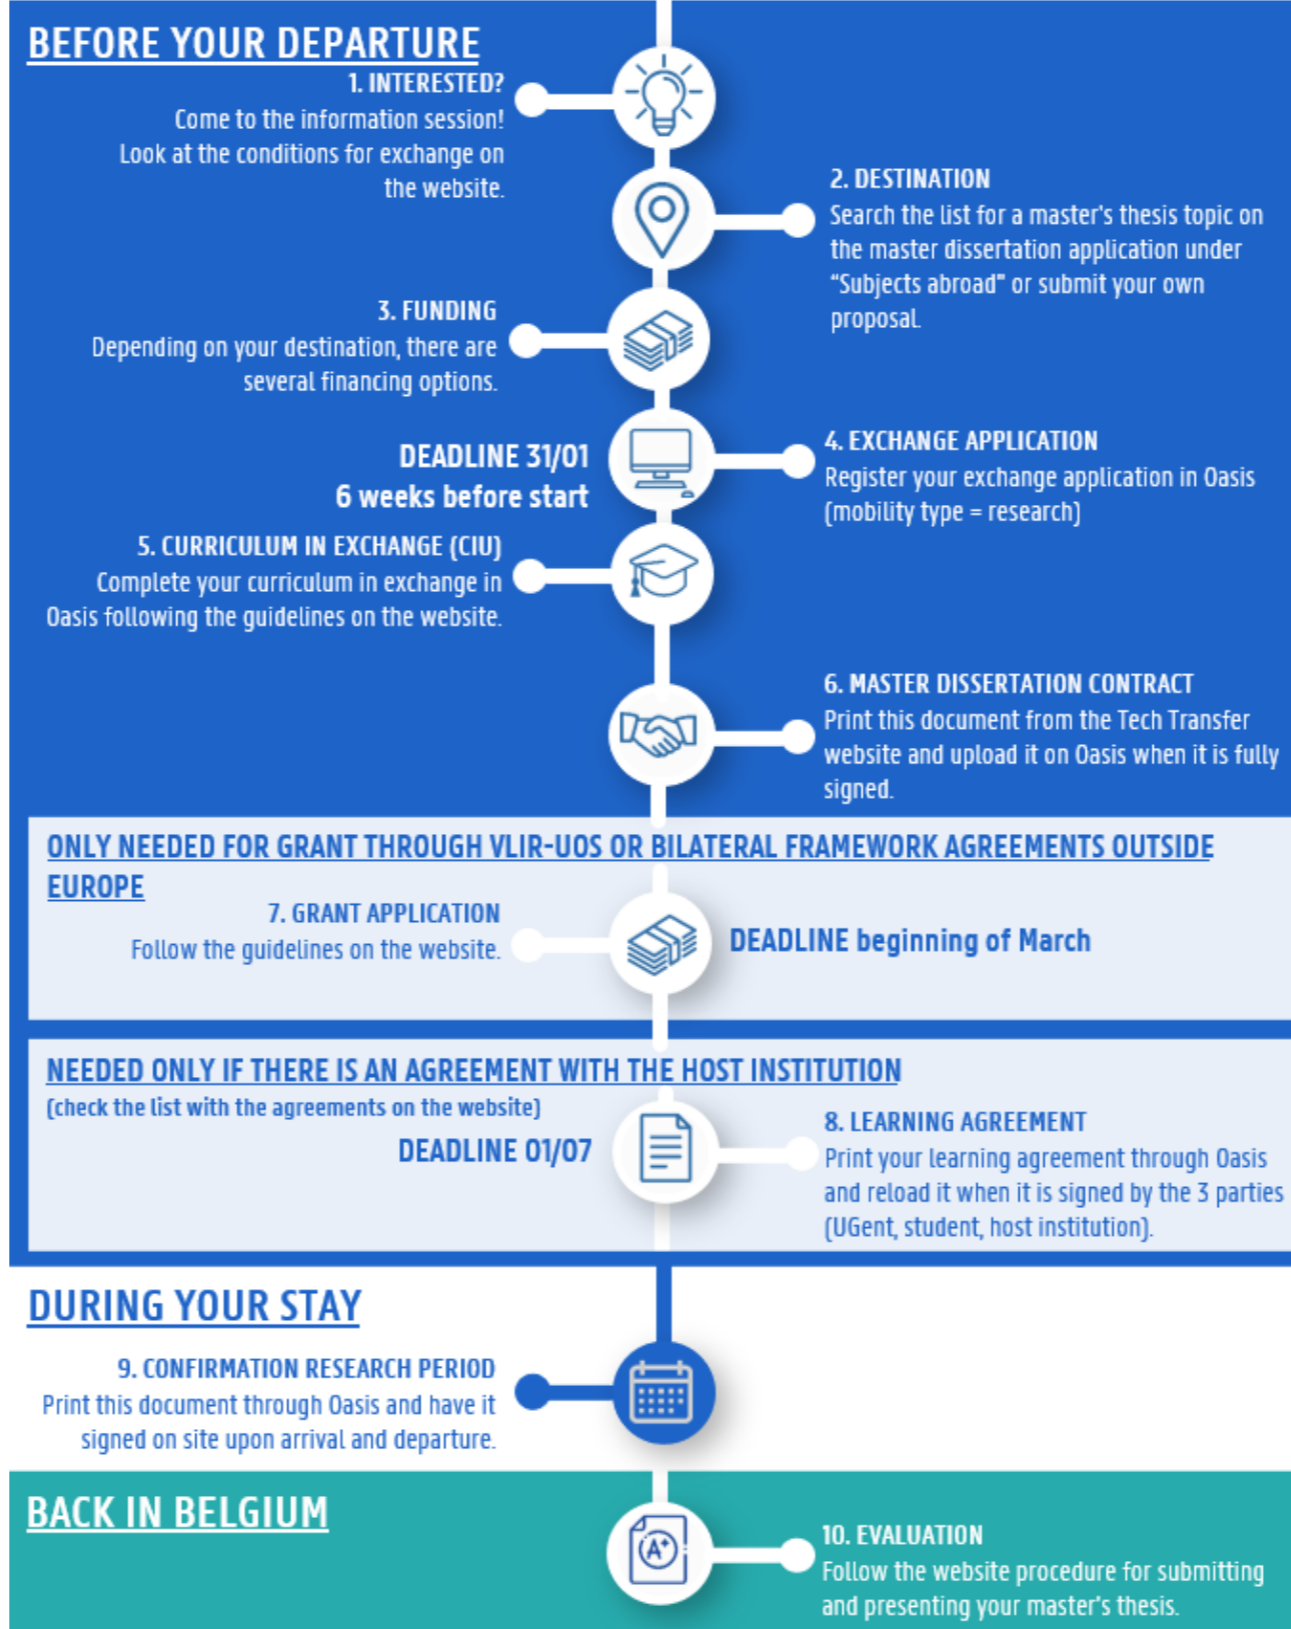 BEFORE YOUR DEPARTURE
1. INTERESTED?
Come to the information session!
Look at the conditions for exchange on
the website.
2. DESTINATION
Search the list for a master's thesis topic on
the master dissertation application under
“Subjects abroad" or submit your own
proposal.
3. FUNDING
Depending on your destination, there are
several financing options.
DEADLINE 31/01
6 weeks before start
4. EXCHANGE APPLICATION
Register your exchange application in Oasis
(mobility type = research)
5. CURRICULUM IN EXCHANGE (CIU)
Complete your curriculum in exchange in
Oasis following the guidelines on the website.
6. MASTER DISSERTATION CONTRACT
Print this document from the Tech Transfer
website and upload it on Oasis when it is fully
signed.
ONLY NEEDED FOR GRANT THROUGH VLIR-UOS OR BILATERAL FRAMEWORK AGREEMENTS OUTSIDE
EUROPE
7. GRANT APPLICATION
Follow the guidelines on the website.
DEADLINE beginning of March
NEEDED ONLY IF THERE IS AN AGREEMENT WITH THE HOST INSTITUTION
(check the list with the agreements on the website)
DEADLINE 01/07
8. LEARNING AGREEMENT
Print your learning agreement through Oasis
and reload it when it is signed by the 3 parties
(UGent, student, host institution).
DURING YOUR STAY
9. CONFIRMATION RESEARCH PERIOD
Print this document through Oasis and have it
signed on site upon arrival and departure.
BACK IN BELGIUM
A+
10. EVALUATION
Follow the website procedure for submitting
and presenting your master's thesis.